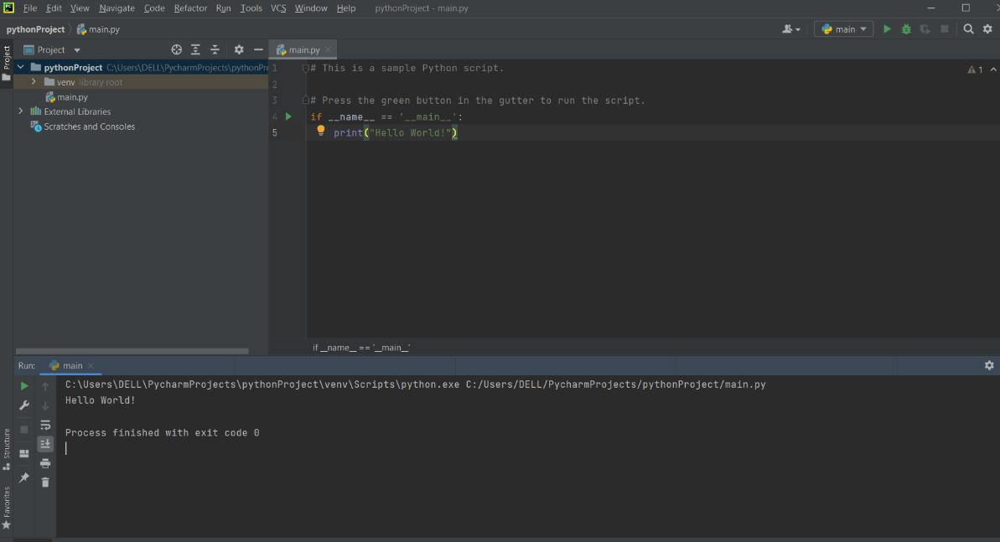 File Edit View Navigate Code Refactor Run Tools VCS Window Help pythonProject - main.py
pythonProject main.py main
Project
Project main.py
pythonProject C:\Users\DELL\PycharmProjects\pythonPr
venv library root
main.py
External Libraries
Scratches and Consoles
1 # This is a sample Python script.
1
2
3 # Press the green button in the gutter to run the script.
4 if __name__ == '__main__':
5 print("Hello World!")
if __name__ == '__main__'
Run: main
C:\Users\DELL\PycharmProjects\pythonProject\venv\Scripts\python.exe C:/Users/DELL/PycharmProjects/pythonProject/main.py
Hello World!
Process finished with exit code 0
Structure
Favorites